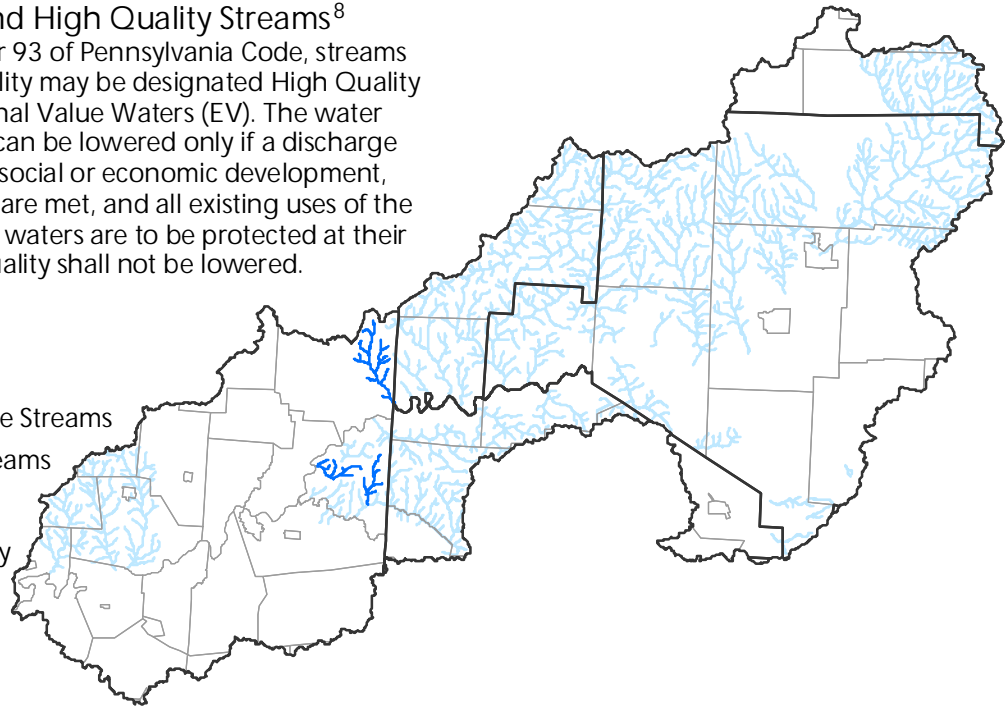 nd High Quality Streams8
r 93 of Pennsylvania Code, streams
lity may be designated High Quality
nal Value Waters (EV). The water
can be lowered only if a discharge
social or economic development,
are met, and all existing uses of the
waters are to be protected at their
uality shall not be lowered.
e Streams
eams
y